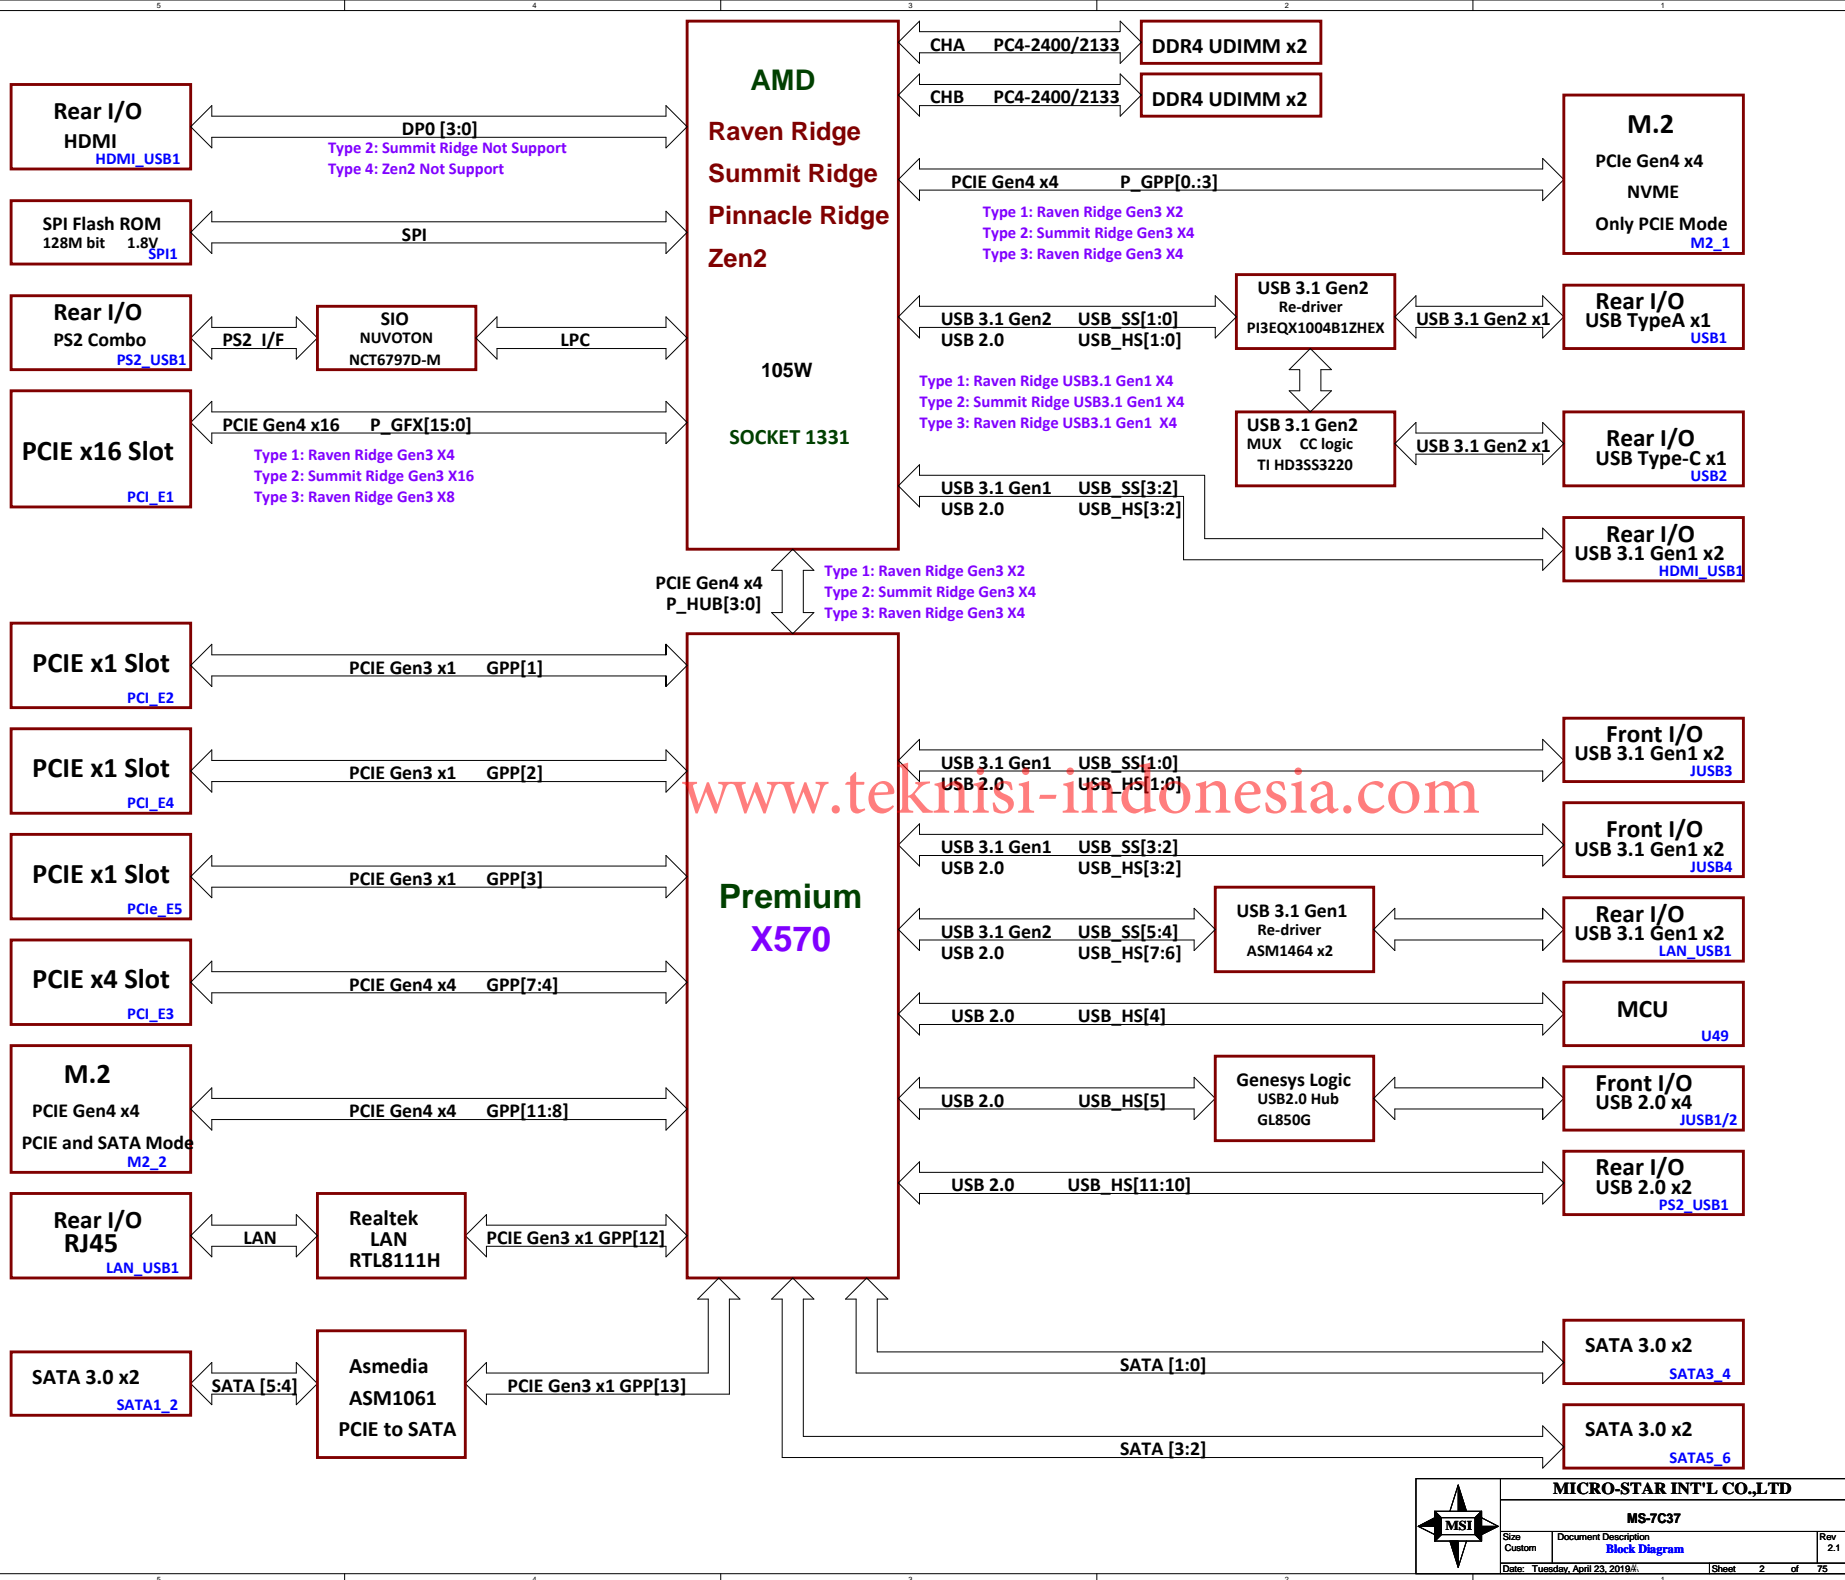 5 4 3 2 1
AMD
Raven Ridge
Summit Ridge
Pinnacle Ridge
Zen2
105W
SOCKET 1331
CHA PC4-2400/2133
DDR4 UDIMM x2
CHB PC4-2400/2133
DDR4 UDIMM x2
Rear I/O
HDMI
HDMI_USB1
DP0 [3:0]
Type 2: Summit Ridge Not Support
Type 4: Zen2 Not Support
SPI Flash ROM
128M bit 1.8V
SPI1
SPI
Rear I/O
PS2 Combo
PS2_USB1
PS2 I/F
SIO
NUVOTON
NCT6797D-M
LPC
PCIE x16 Slot
PCI_E1
PCIE Gen4 x16 P_GFX[15:0]
Type 1: Raven Ridge Gen3 X4
Type 2: Summit Ridge Gen3 X16
Type 3: Raven Ridge Gen3 X8
M.2
PCIe Gen4 x4
NVME
Only PCIE Mode
M2_1
PCIE Gen4 x4 P_GPP[0.:3]
Type 1: Raven Ridge Gen3 X2
Type 2: Summit Ridge Gen3 X4
Type 3: Raven Ridge Gen3 X4
USB 3.1 Gen2 USB_SS[1:0]
USB 2.0 USB_HS[1:0]
USB 3.1 Gen2
Re-driver
PI3EQX1004B1ZHEX
USB 3.1 Gen2 x1
Rear I/O
USB TypeA x1
USB1
Type 1: Raven Ridge USB3.1 Gen1 X4
Type 2: Summit Ridge USB3.1 Gen1 X4
Type 3: Raven Ridge USB3.1 Gen1 X4
USB 3.1 Gen2
MUX CC logic
TI HD3SS3220
USB 3.1 Gen2 x1
Rear I/O
USB Type-C x1
USB2
USB 3.1 Gen1 USB_SS[3:2]
USB 2.0 USB_HS[3:2]
Rear I/O
USB 3.1 Gen1 x2
HDMI_USB1
PCIE Gen4 x4
P_HUB[3:0]
Type 1: Raven Ridge Gen3 X2
Type 2: Summit Ridge Gen3 X4
Type 3: Raven Ridge Gen3 X4
Premium
X570
PCIE x1 Slot
PCI_E2
PCIE Gen3 x1 GPP[1]
PCIE x1 Slot
PCI_E4
PCIE Gen3 x1 GPP[2]
PCIE x1 Slot
PCIe_E5
PCIE Gen3 x1 GPP[3]
PCIE x4 Slot
PCI_E3
PCIE Gen4 x4 GPP[7:4]
M.2
PCIE Gen4 x4
PCIE and SATA Mode
M2_2
PCIE Gen4 x4 GPP[11:8]
Rear I/O
RJ45
LAN_USB1
LAN
Realtek
LAN
RTL8111H
PCIE Gen3 x1 GPP[12]
SATA 3.0 x2
SATA1_2
SATA [5:4]
Asmedia
ASM1061
PCIE to SATA
PCIE Gen3 x1 GPP[13]
USB 3.1 Gen1 USB_SS[1:0]
USB 2.0 USB_HS[1:0]
Front I/O
USB 3.1 Gen1 x2
JUSB3
www.teknisi-indonesia.com
USB 3.1 Gen1 USB_SS[3:2]
USB 2.0 USB_HS[3:2]
Front I/O
USB 3.1 Gen1 x2
JUSB4
USB 3.1 Gen2 USB_SS[5:4]
USB 2.0 USB_HS[7:6]
USB 3.1 Gen1
Re-driver
ASM1464 x2
Rear I/O
USB 3.1 Gen1 x2
LAN_USB1
USB 2.0 USB_HS[4]
MCU
U49
USB 2.0 USB_HS[5]
Genesys Logic
USB2.0 Hub
GL850G
Front I/O
USB 2.0 x4
JUSB1/2
USB 2.0 USB_HS[11:10]
Rear I/O
USB 2.0 x2
PS2_USB1
SATA [1:0]
SATA 3.0 x2
SATA3_4
SATA [3:2]
SATA 3.0 x2
SATA5_6
MSI
MICRO-STAR INT'L CO.,LTD
MS-7C37
Size
Custom
Document Description
Block Diagram
Rev
2.1
Date: Tuesday, April 23, 2019
Sheet 2 of 75
5 4 3 2 1